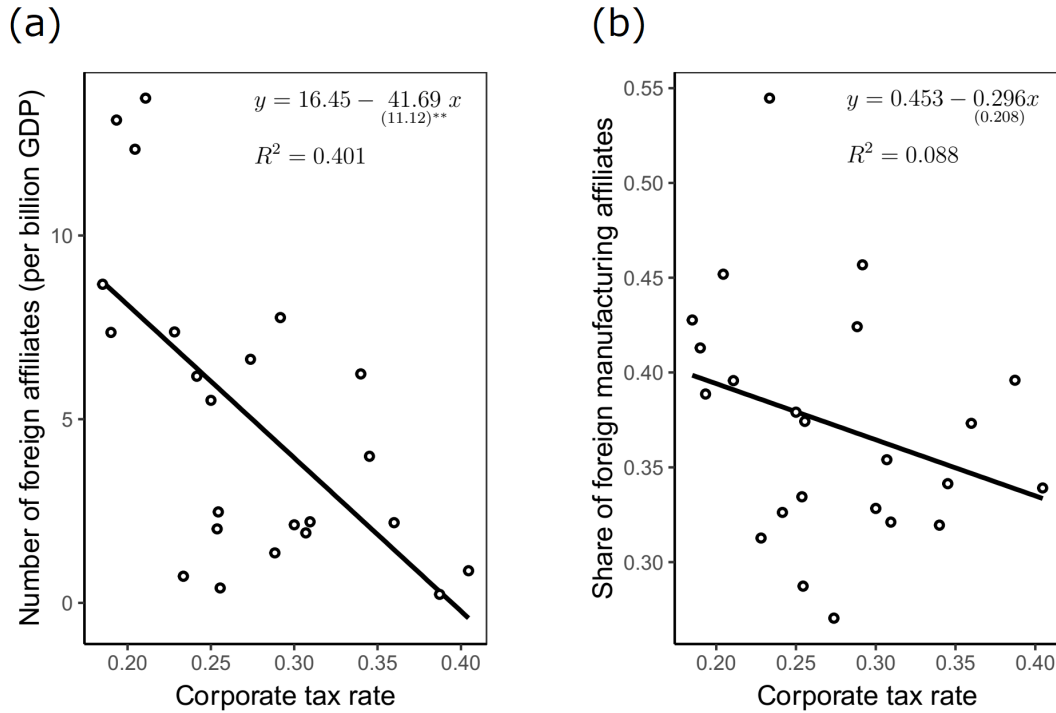 (a)
Number of foreign affiliates (per billion GDP)
10
5
0
y = 16.45 − 41.69 x
(11.12)**
R² = 0.401
0.20 0.25 0.30 0.35 0.40
Corporate tax rate
(b)
Share of foreign manufacturing affiliates
0.55
0.50
0.45
0.40
0.35
0.30
y = 0.453 − 0.296x
(0.208)
R² = 0.088
0.20 0.25 0.30 0.35 0.40
Corporate tax rate